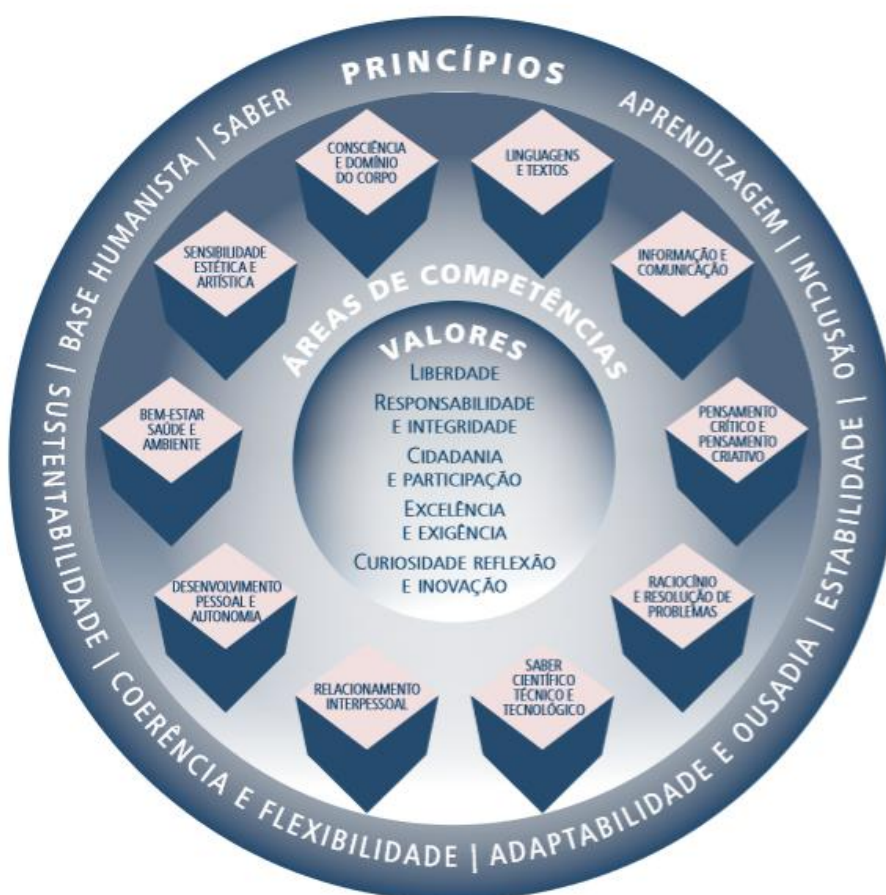 PRINCÍPIOS
APRENDIZAGEM | INCLUSÃO | ESTABILIDADE | ADAPTABILIDADE E OUSADIA | COERÊNCIA E FLEXIBILIDADE | SUSTENTABILIDADE | BASE HUMANISTA | SABER
ÁREAS DE COMPETÊNCIAS
LINGUAGENS
E TEXTOS
INFORMAÇÃO E
COMUNICAÇÃO
PENSAMENTO
CRÍTICO E
PENSAMENTO
CRIATIVO
RACIOCÍNIO
E RESOLUÇÃO DE
PROBLEMAS
SABER
CIENTÍFICO
TÉCNICO E
TECNOLÓGICO
RELACIONAMENTO
INTERPESSOAL
DESENVOLVIMENTO
PESSOAL E
AUTONOMIA
BEM-ESTAR
SAÚDE E
AMBIENTE
SENSIBILIDADE
ESTÉTICA E
ARTÍSTICA
CONSCIÊNCIA
E DOMÍNIO
DO CORPO
VALORES
LIBERDADE
RESPONSABILIDADE
E INTEGRIDADE
CIDADANIA
E PARTICIPAÇÃO
EXCELÊNCIA
E EXIGÊNCIA
CURIOSIDADE REFLEXÃO
E INOVAÇÃO